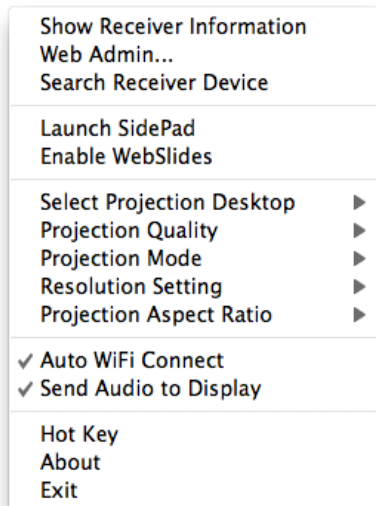 Show Receiver Information
Web Admin...
Search Receiver Device
Launch SidePad
Enable WebSlides
Select Projection Desktop
Projection Quality
Projection Mode
Resolution Setting
Projection Aspect Ratio
Auto WiFi Connect
Send Audio to Display
Hot Key
About
Exit